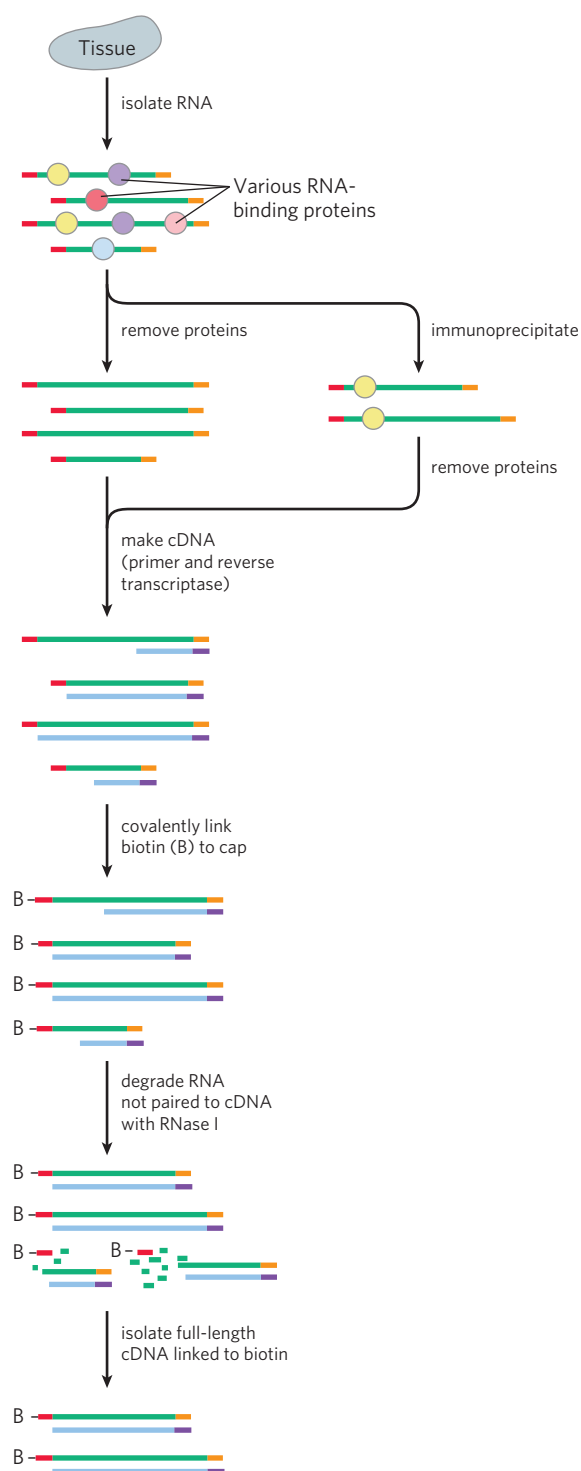 Tissue
isolate RNA
Various RNA-
binding proteins
remove proteins
immunoprecipitate
remove proteins
make cDNA
(primer and reverse
transcriptase)
covalently link
biotin (B) to cap
B
B
B
B
degrade RNA
not paired to cDNA
with RNase I
B
B
B
B
isolate full-length
cDNA linked to biotin
B
B